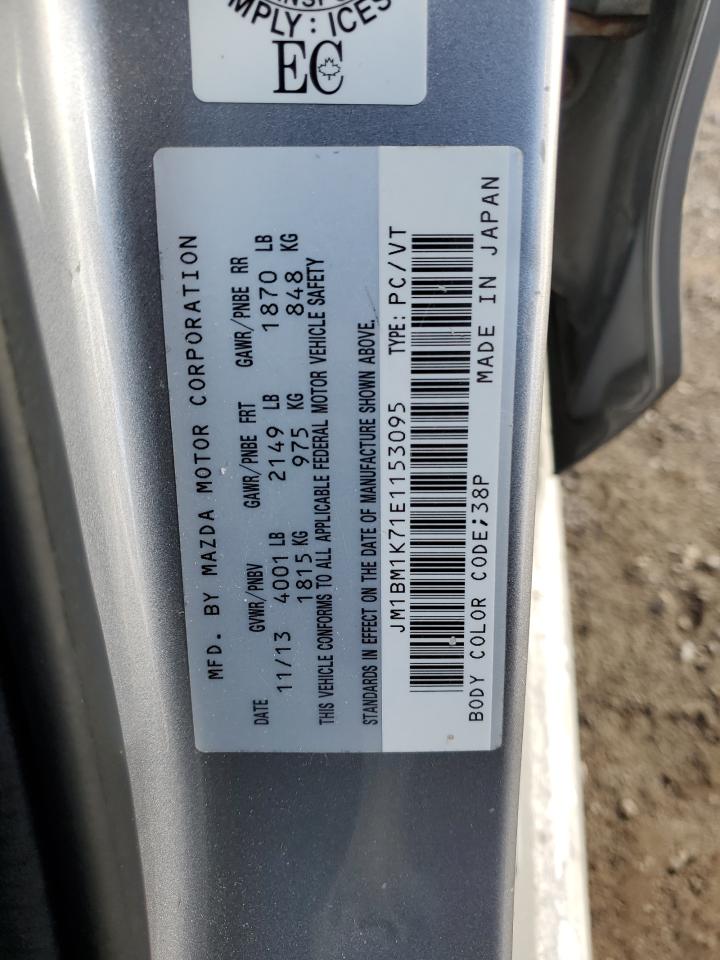 COMPLY: ICES
EC
MFD. BY MAZDA MOTOR CORPORATION
DATE GVWR/PNBV GAWR/PNBE FRT GAWR/PNBE RR
11/13 4001 LB 2149 LB 1870 LB
1815 KG 975 KG 848 KG
THIS VEHICLE CONFORMS TO ALL APPLICABLE FEDERAL MOTOR VEHICLE SAFETY
STANDARDS IN EFFECT ON THE DATE OF MANUFACTURE SHOWN ABOVE.
JM1BM1K71E1153095 TYPE: PC/VT
BODY COLOR CODE;38P MADE IN JAPAN